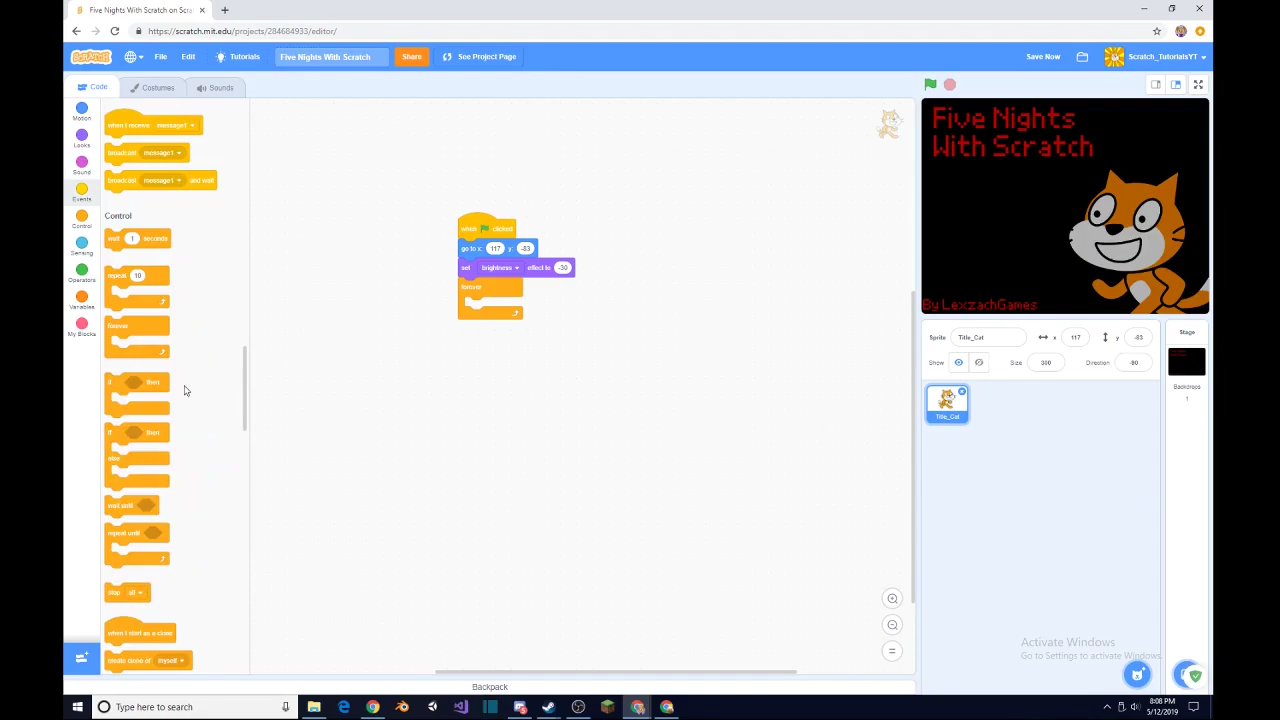 Five Nights With Scratch on Scra
https://scratch.mit.edu/projects/284684933/editor/
SCRATCH
File
Edit
Tutorials
Five Nights With Scratch
Share
See Project Page
Save Now
Scratch_TutorialsYT
Code
Costumes
Sounds
Motion
Looks
Sound
Events
Control
Sensing
Operators
Variables
My Blocks
when I receive message1
broadcast message1
broadcast message1 and wait
Control
wait 1 seconds
repeat 10
forever
if then
if then
else
wait until
repeat until
stop all
when I start as a clone
create clone of myself
when clicked
go to x: 117 y: -83
set brightness effect to -30
forever
Five Nights
With Scratch
By LexzachGames
Sprite
Title_Cat
x 117
y -83
Show
Size 300
Direction -90
Title_Cat
Stage
Backdrops
1
Activate Windows
Go to Settings to activate Windows.
Backpack
Type here to search
8:08 PM
5/12/2019